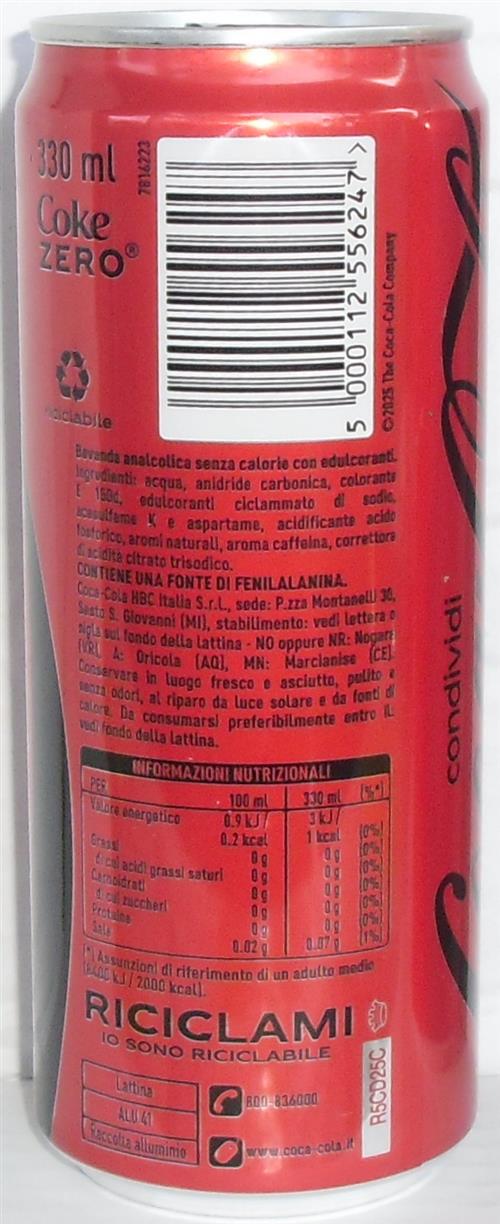 330 ml
7816223
Coke
ZERO®
riciclabile
5 000112 556247 >
©2025 The Coca-Cola Company
Bevanda analcolica senza calorie con edulcoranti.
Ingredienti: acqua, anidride carbonica, colorante
E 150d, edulcoranti ciclammato di sodio,
acesulfame K e aspartame, acidificante acido
fosforico, aromi naturali, aroma caffeina, correttore
di acidità citrato trisodico.
CONTIENE UNA FONTE DI FENILALANINA.
Coca-Cola HBC Italia S.r.l., sede: P.zza Montanelli 30,
Sesto S. Giovanni (MI), stabilimento: vedi lettera o
sigla sul fondo della lattina - NO oppure NR: Nogara
(VR), A: Oricola (AQ), MN: Marcianise (CE).
Conservare in luogo fresco e asciutto, pulito e
senza odori, al riparo da luce solare e da fonti di
calore. Da consumarsi preferibilmente entro il:
vedi fondo della lattina.
INFORMAZIONI NUTRIZIONALI
PER 100 ml 330 ml (%*)
Valore energetico 0.9 kJ / 3 kJ /
0.2 kcal 1 kcal (0%)
Grassi 0 g 0 g (0%)
di cui acidi grassi saturi 0 g 0 g (0%)
Carboidrati 0 g 0 g (0%)
di cui zuccheri 0 g 0 g (0%)
Proteine 0 g 0 g (0%)
Sale 0.02 g 0.07 g (1%)
(*) Assunzioni di riferimento di un adulto medio
(8400 kJ / 2000 kcal).
RICICLAMI
IO SONO RICICLABILE
Lattina
ALU 41
Raccolta alluminio
800-836000
www.coca-cola.it
R5CD25C
condividi